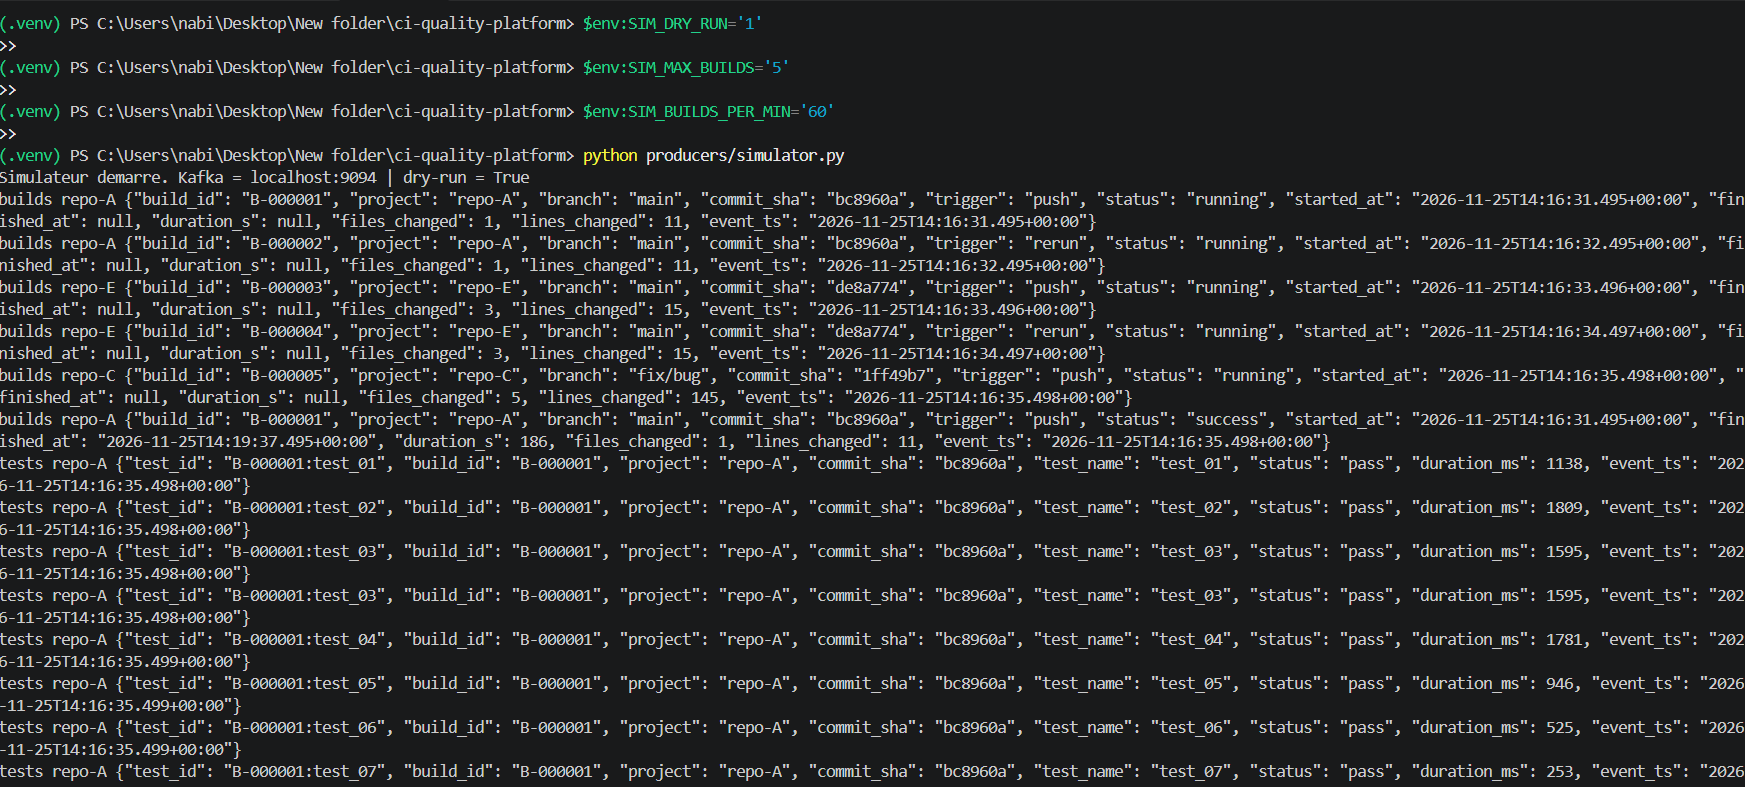 (.venv) PS C:\Users\nabi\Desktop\New folder\ci-quality-platform> $env:SIM_DRY_RUN='1'
>>
(.venv) PS C:\Users\nabi\Desktop\New folder\ci-quality-platform> $env:SIM_MAX_BUILDS='5'
>>
(.venv) PS C:\Users\nabi\Desktop\New folder\ci-quality-platform> $env:SIM_BUILDS_PER_MIN='60'
>>
(.venv) PS C:\Users\nabi\Desktop\New folder\ci-quality-platform> python producers/simulator.py
Simulateur demarre. Kafka = localhost:9094 | dry-run = True
builds repo-A {"build_id": "B-000001", "project": "repo-A", "branch": "main", "commit_sha": "bc8960a", "trigger": "push", "status": "running", "started_at": "2026-11-25T14:16:31.495+00:00", "fin
ished_at": null, "duration_s": null, "files_changed": 1, "lines_changed": 11, "event_ts": "2026-11-25T14:16:31.495+00:00"}
builds repo-A {"build_id": "B-000002", "project": "repo-A", "branch": "main", "commit_sha": "bc8960a", "trigger": "rerun", "status": "running", "started_at": "2026-11-25T14:16:32.495+00:00", "fi
nished_at": null, "duration_s": null, "files_changed": 1, "lines_changed": 11, "event_ts": "2026-11-25T14:16:32.495+00:00"}
builds repo-E {"build_id": "B-000003", "project": "repo-E", "branch": "main", "commit_sha": "de8a774", "trigger": "push", "status": "running", "started_at": "2026-11-25T14:16:33.496+00:00", "fin
ished_at": null, "duration_s": null, "files_changed": 3, "lines_changed": 15, "event_ts": "2026-11-25T14:16:33.496+00:00"}
builds repo-E {"build_id": "B-000004", "project": "repo-E", "branch": "main", "commit_sha": "de8a774", "trigger": "rerun", "status": "running", "started_at": "2026-11-25T14:16:34.497+00:00", "fi
nished_at": null, "duration_s": null, "files_changed": 3, "lines_changed": 15, "event_ts": "2026-11-25T14:16:34.497+00:00"}
builds repo-C {"build_id": "B-000005", "project": "repo-C", "branch": "fix/bug", "commit_sha": "1ff49b7", "trigger": "push", "status": "running", "started_at": "2026-11-25T14:16:35.498+00:00", "
finished_at": null, "duration_s": null, "files_changed": 5, "lines_changed": 145, "event_ts": "2026-11-25T14:16:35.498+00:00"}
builds repo-A {"build_id": "B-000001", "project": "repo-A", "branch": "main", "commit_sha": "bc8960a", "trigger": "push", "status": "success", "started_at": "2026-11-25T14:16:31.495+00:00", "fin
ished_at": "2026-11-25T14:19:37.495+00:00", "duration_s": 186, "files_changed": 1, "lines_changed": 11, "event_ts": "2026-11-25T14:16:35.498+00:00"}
tests repo-A {"test_id": "B-000001:test_01", "build_id": "B-000001", "project": "repo-A", "commit_sha": "bc8960a", "test_name": "test_01", "status": "pass", "duration_ms": 1138, "event_ts": "202
6-11-25T14:16:35.498+00:00"}
tests repo-A {"test_id": "B-000001:test_02", "build_id": "B-000001", "project": "repo-A", "commit_sha": "bc8960a", "test_name": "test_02", "status": "pass", "duration_ms": 1809, "event_ts": "202
6-11-25T14:16:35.498+00:00"}
tests repo-A {"test_id": "B-000001:test_03", "build_id": "B-000001", "project": "repo-A", "commit_sha": "bc8960a", "test_name": "test_03", "status": "pass", "duration_ms": 1595, "event_ts": "202
6-11-25T14:16:35.498+00:00"}
tests repo-A {"test_id": "B-000001:test_03", "build_id": "B-000001", "project": "repo-A", "commit_sha": "bc8960a", "test_name": "test_03", "status": "pass", "duration_ms": 1595, "event_ts": "202
6-11-25T14:16:35.498+00:00"}
tests repo-A {"test_id": "B-000001:test_04", "build_id": "B-000001", "project": "repo-A", "commit_sha": "bc8960a", "test_name": "test_04", "status": "pass", "duration_ms": 1781, "event_ts": "202
6-11-25T14:16:35.499+00:00"}
tests repo-A {"test_id": "B-000001:test_05", "build_id": "B-000001", "project": "repo-A", "commit_sha": "bc8960a", "test_name": "test_05", "status": "pass", "duration_ms": 946, "event_ts": "2026
-11-25T14:16:35.499+00:00"}
tests repo-A {"test_id": "B-000001:test_06", "build_id": "B-000001", "project": "repo-A", "commit_sha": "bc8960a", "test_name": "test_06", "status": "pass", "duration_ms": 525, "event_ts": "2026
-11-25T14:16:35.499+00:00"}
tests repo-A {"test_id": "B-000001:test_07", "build_id": "B-000001", "project": "repo-A", "commit_sha": "bc8960a", "test_name": "test_07", "status": "pass", "duration_ms": 253, "event_ts": "2026